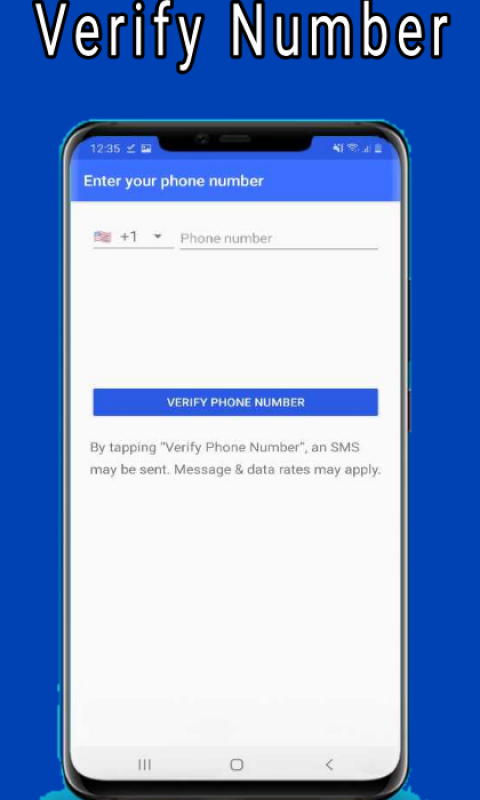 Verify Number
12:35
Enter your phone number
+1 Phone number
VERIFY PHONE NUMBER
By tapping "Verify Phone Number", an SMS
may be sent. Message & data rates may apply.